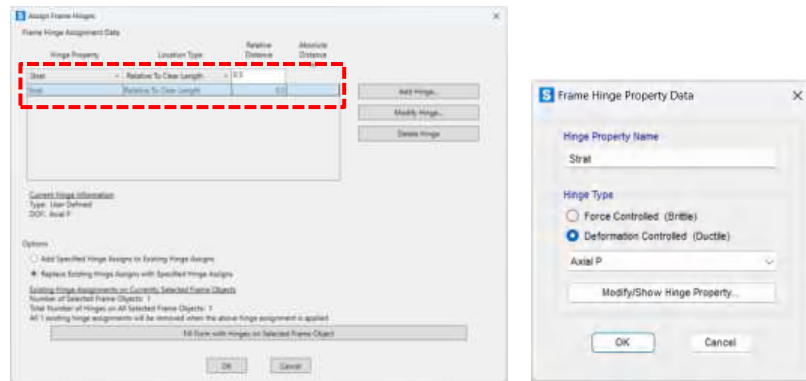 Assign Frame Hinges
Frame Hinge Assignment Data
Hinge Property
Location Type
Relative Distance
Absolute Distance
Strat
Relative To Clear Length
0.5
Strat
Relative To Clear Length
Add Hinge...
Modify Hinge...
Delete Hinge
Current Hinge Information
Type: User Defined
DOF: Axial P
Options
Add Specified Hinge Assigns to Existing Hinge Assigns
Replace Existing Hinge Assigns with Specified Hinge Assigns
Existing Hinge Assignments on Currently Selected Frame Objects
Number of Selected Frame Objects: 1
Total Number of Hinges on All Selected Frame Objects: 1
All 1 existing hinge assignments will be removed when the above hinge assignment is applied
Fill Form with Hinges on Selected Frame Object
OK
Cancel
S Frame Hinge Property Data
Hinge Property Name
Strat
Hinge Type
Force Controlled (Brittle)
Deformation Controlled (Ductile)
Axial P
Modify/Show Hinge Property...
OK
Cancel